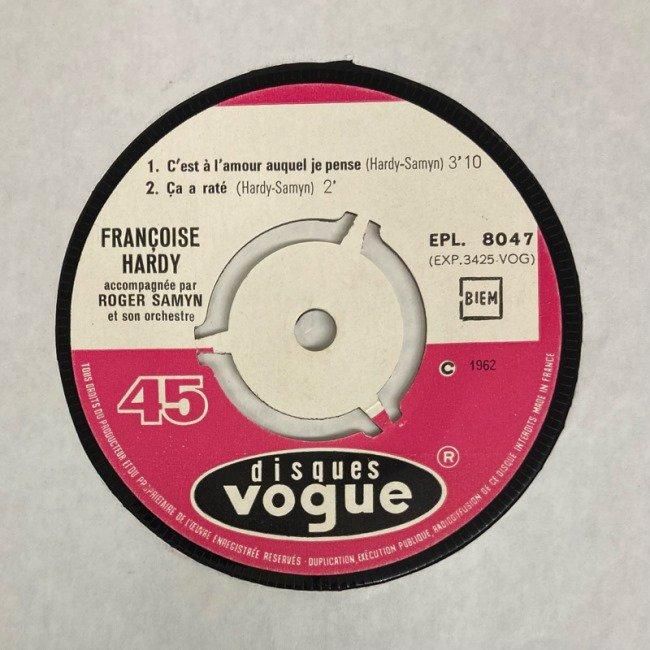 1. C'est à l'amour auquel je pense (Hardy-Samyn) 3'10
2. Ça a raté (Hardy-Samyn) 2'
FRANÇOISE
HARDY
accompagnée par
ROGER SAMYN
et son orchestre
EPL. 8047
(EXP.3425-VOG)
BIEM
C 1962
45
disques
vogue
®
TOUS DROITS DU PRODUCTEUR ET DU PROPRIETAIRE DE L'ŒUVRE ENREGISTRÉE RESERVÉS - DUPLICATION, EXÉCUTION PUBLIQUE, RADIODIFFUSION DE CE DISQUE INTERDITS. MADE IN FRANCE